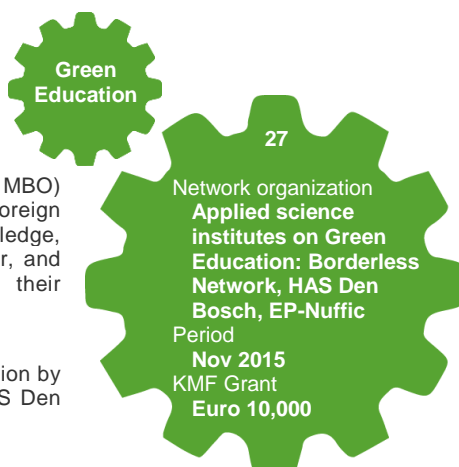 Green
Education
MBO)
oreign
ledge,
r, and
their
ion by
S Den
27
Network organization
Applied science
institutes on Green
Education: Borderless
Network, HAS Den
Bosch, EP-Nuffic
Period
Nov 2015
KMF Grant
Euro 10,000